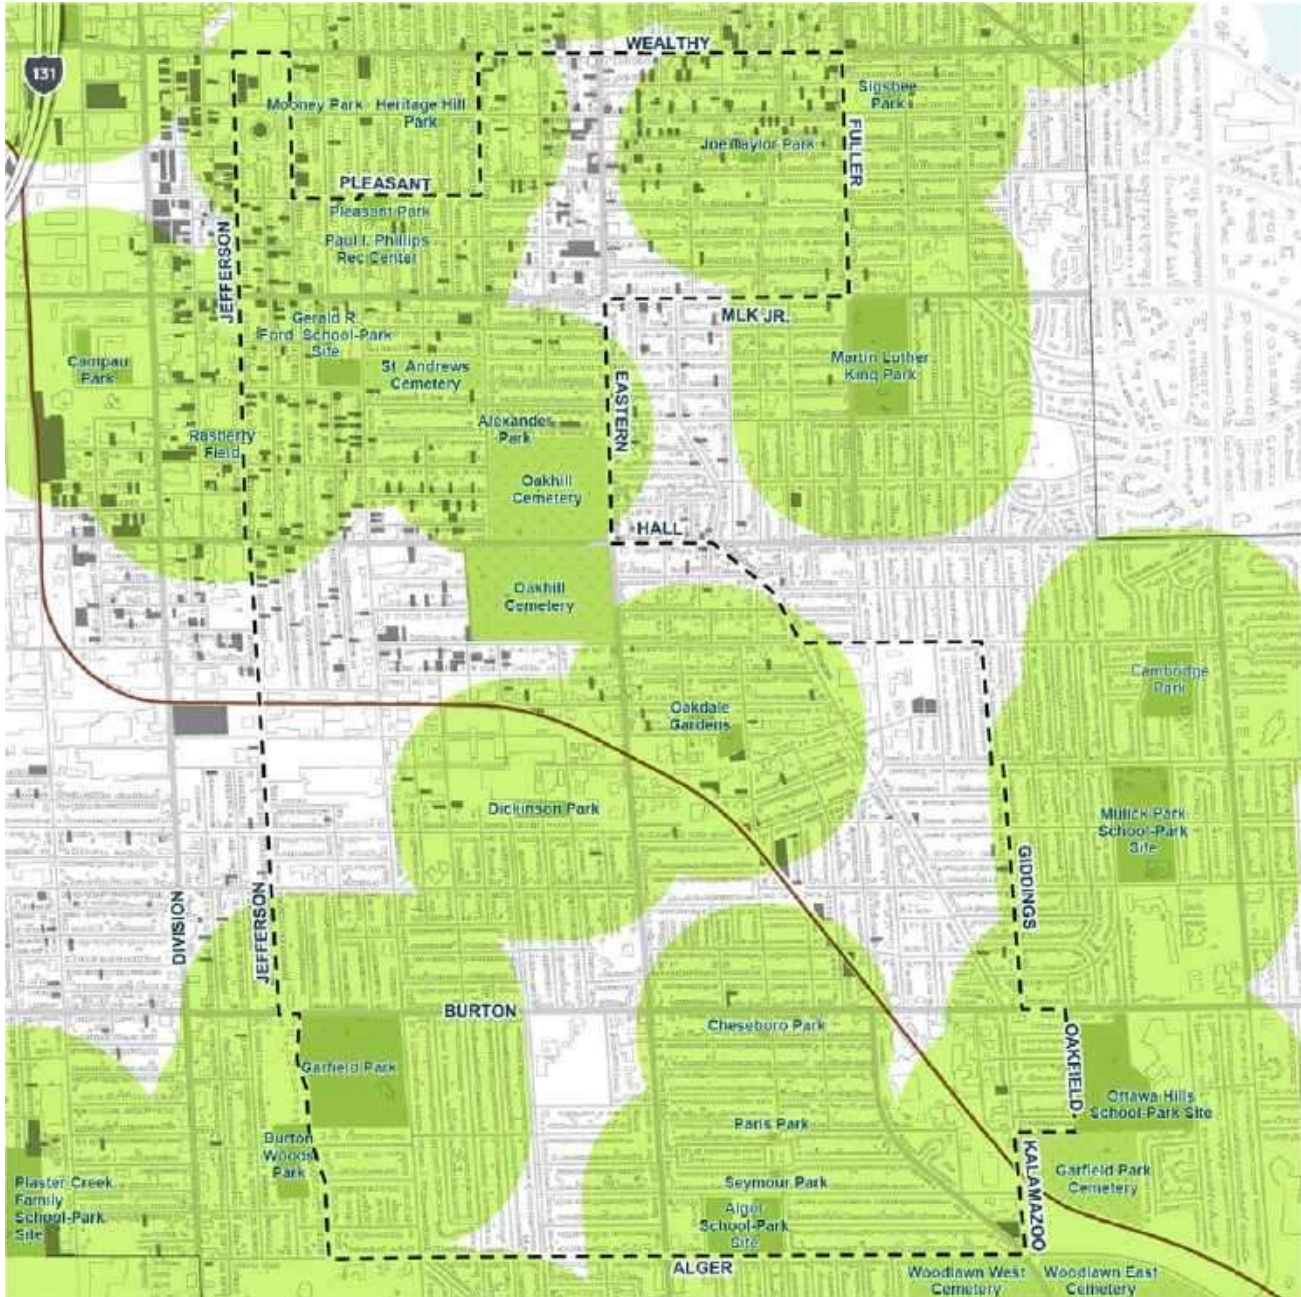 WEALTHY
131
Sigsbee
Park
Mooney Park Heritage Hill
Park
FULLER
Joe Taylor Park
PLEASANT
Pleasant Park
JEFFERSON
Paul I. Phillips
Rec Center
Gerald R.
Ford School-Park
Site
MLK JR.
Campau
Park
St. Andrews
Cemetery
Martin Luther
King Park
EASTERN
Alexander
Park
Rasberry
Field
Oakhill
Cemetery
HALL
Oakhill
Cemetery
Cambridge
Park
Oakdale
Gardens
Dickinson Park
Mulick Park
School-Park
Site
GIDDINGS
DIVISION
JEFFERSON
BURTON
Cheseboro Park
OAKFIELD
Garfield Park
Ottawa Hills
School-Park Site
Paris Park
Burton
Woods
Park
KALAMAZOO
Garfield Park
Cemetery
Plaster Creek
Family
School-Park
Site
Seymour Park
Alger
School-Park
Site
ALGER
Woodlawn West
Cemetery
Woodlawn East
Cemetery